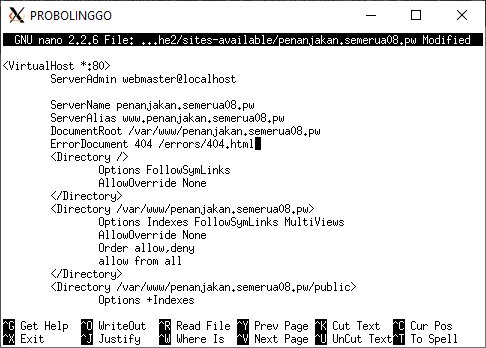 PROBOLINGGO
GNU nano 2.2.6 File: ...he2/sites-available/penanjakan.semerua08.pw Modified
<VirtualHost *:80>
ServerAdmin webmaster@localhost
ServerName penanjakan.semerua08.pw
ServerAlias www.penanjakan.semerua08.pw
DocumentRoot /var/www/penanjakan.semerua08.pw
ErrorDocument 404 /errors/404.html
<Directory />
Options FollowSymLinks
AllowOverride None
</Directory>
<Directory /var/www/penanjakan.semerua08.pw>
Options Indexes FollowSymLinks MultiViews
AllowOverride None
Order allow,deny
allow from all
</Directory>
<Directory /var/www/penanjakan.semerua08.pw/public>
Options +Indexes
^G Get Help ^O WriteOut ^R Read File ^Y Prev Page ^K Cut Text ^C Cur Pos
^X Exit ^J Justify ^W Where Is ^V Next Page ^U UnCut Text ^T To Spell